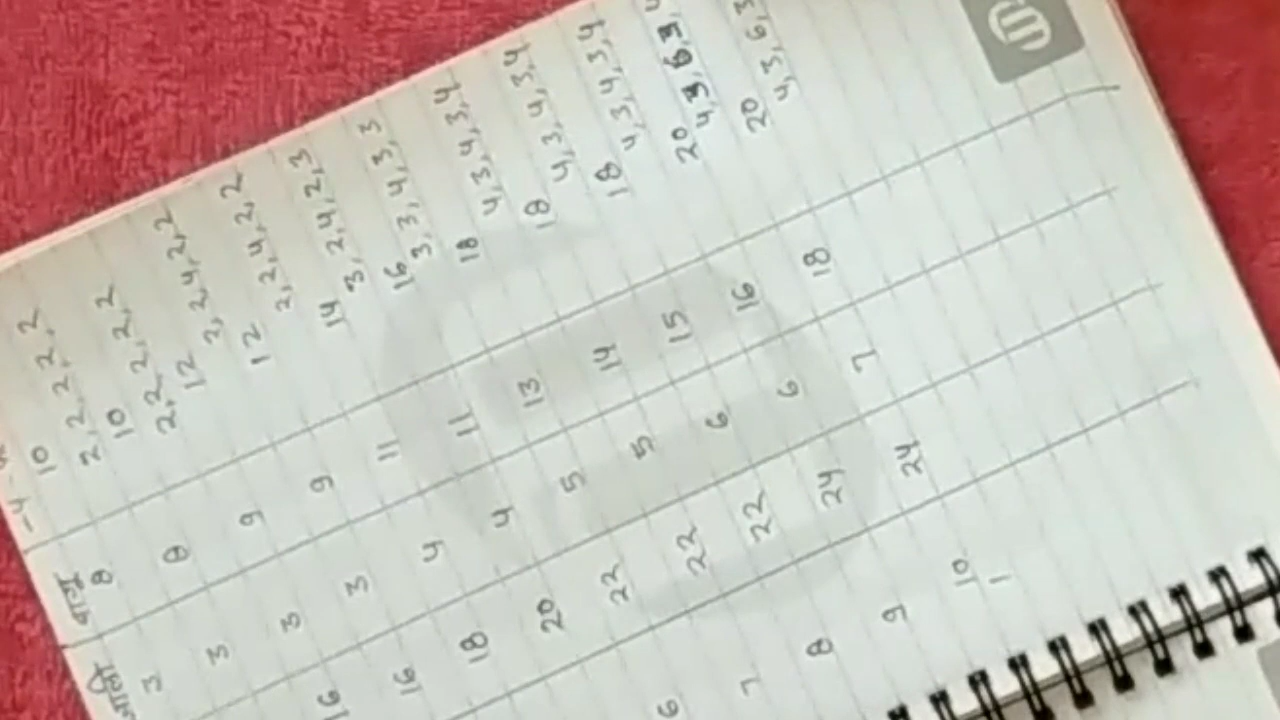 3 8 10
2, 2, 2, 2
3 8 10
2, 2, 2, 2
3 9 12
2, 2, 4, 2, 2
16 3 9 12
2, 2, 4, 2, 2
16 4 11 14
3, 2, 4, 2, 3
18 4 11 16
3, 3, 4, 3, 3
20 5 13 18
4, 3, 4, 3, 4
6 22 5 14 18
4, 3, 4, 3, 4
7 22 6 15 18
4, 3, 4, 3, 4
8 22 6 16 20
4, 3, 6, 3, 4
9 24 7 18 20
4, 3, 6, 3
10 24
1